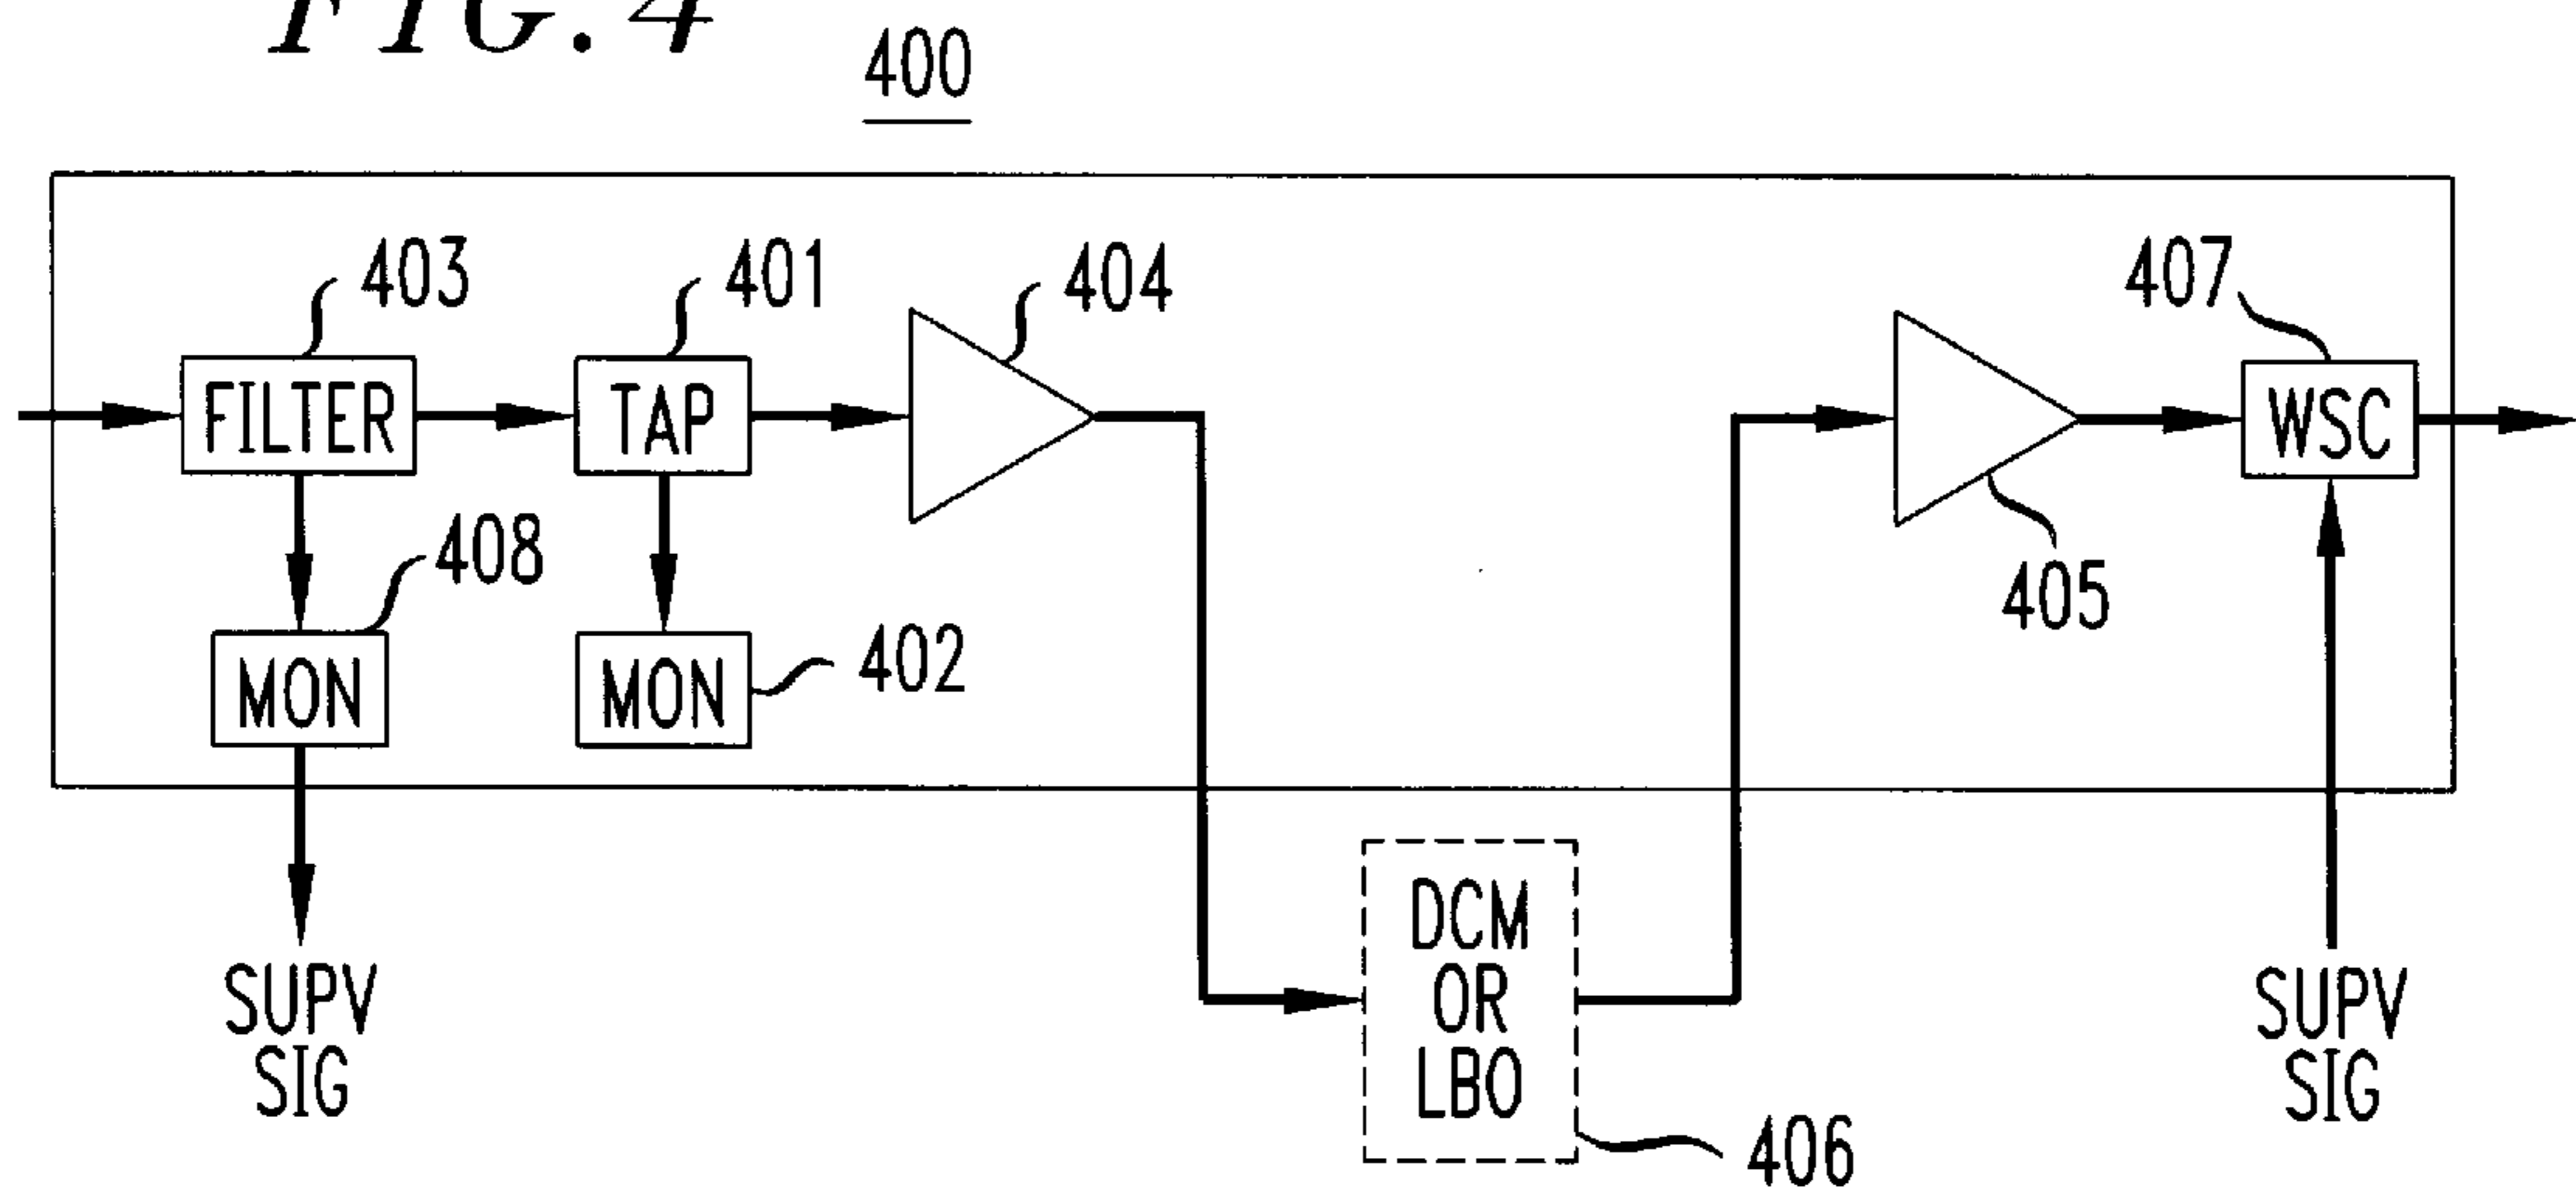 FIG. 4
400
403
401
404
407
FILTER
TAP
WSC
408
405
402
MON
MON
DCM
OR
LBO
SUPV
SIG
SUPV
SIG
406